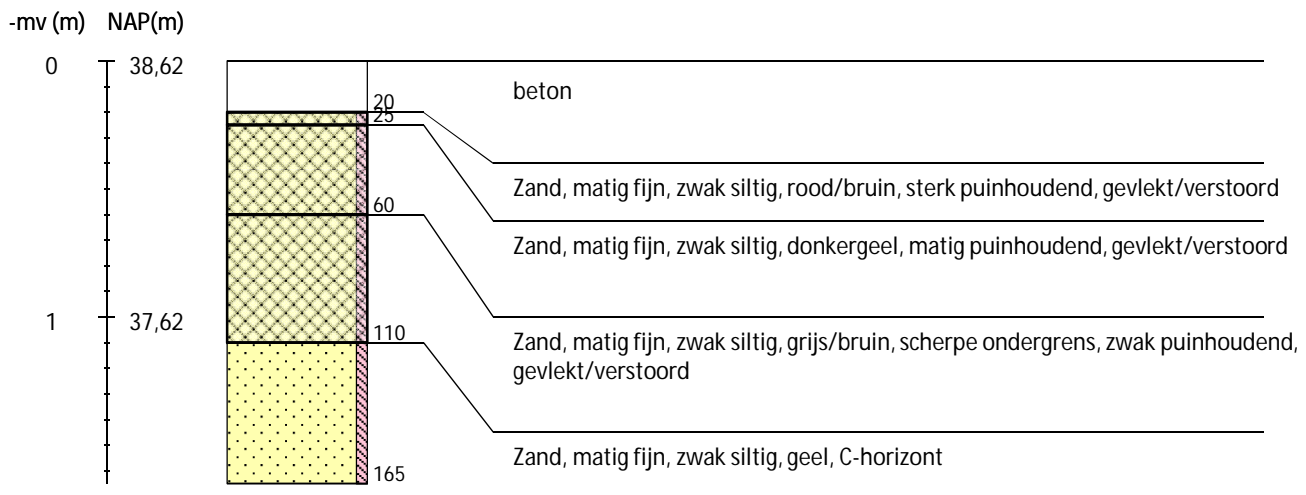 -mv (m) NAP(m)
0 38,62
beton
20
25
Zand, matig fijn, zwak siltig, rood/bruin, sterk puinhoudend, gevlekt/verstoord
60
Zand, matig fijn, zwak siltig, donkergeel, matig puinhoudend, gevlekt/verstoord
1 37,62
110
Zand, matig fijn, zwak siltig, grijs/bruin, scherpe ondergrens, zwak puinhoudend,
gevlekt/verstoord
Zand, matig fijn, zwak siltig, geel, C-horizont
165